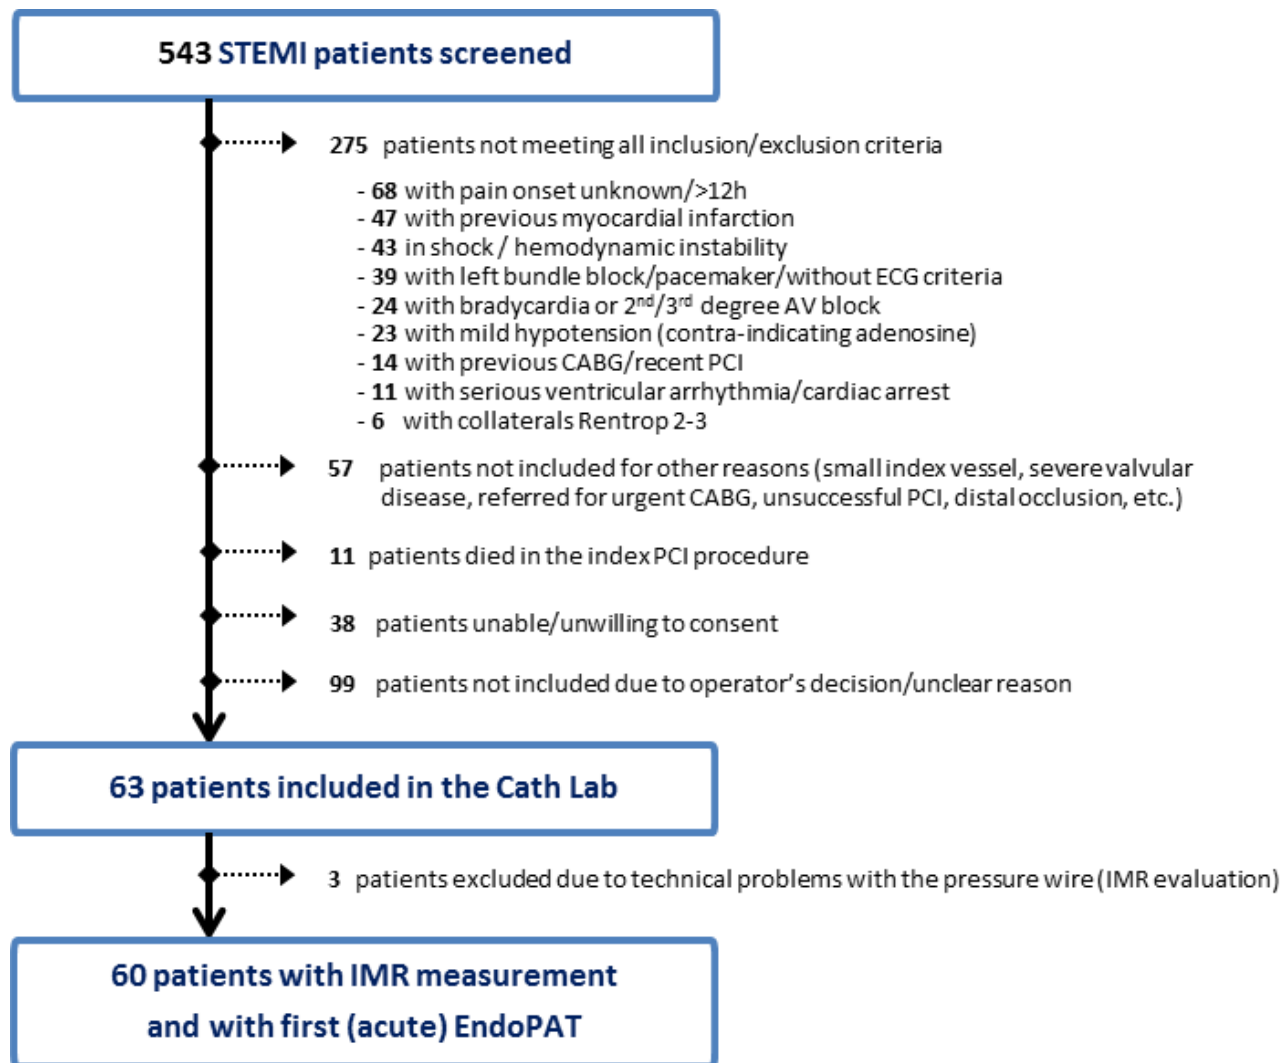 543 STEMI patients screened
275 patients not meeting all inclusion/exclusion criteria
- 68 with pain onset unknown/>12h
- 47 with previous myocardial infarction
- 43 in shock / hemodynamic instability
- 39 with left bundle block/pacemaker/without ECG criteria
- 24 with bradycardia or 2nd/3rd degree AV block
- 23 with mild hypotension (contra-indicating adenosine)
- 14 with previous CABG/recent PCI
- 11 with serious ventricular arrhythmia/cardiac arrest
- 6 with collaterals Rentrop 2-3
57 patients not included for other reasons (small index vessel, severe valvular
disease, referred for urgent CABG, unsuccessful PCI, distal occlusion, etc.)
11 patients died in the index PCI procedure
38 patients unable/unwilling to consent
99 patients not included due to operator's decision/unclear reason
63 patients included in the Cath Lab
3 patients excluded due to technical problems with the pressure wire (IMR evaluation)
60 patients with IMR measurement
and with first (acute) EndoPAT